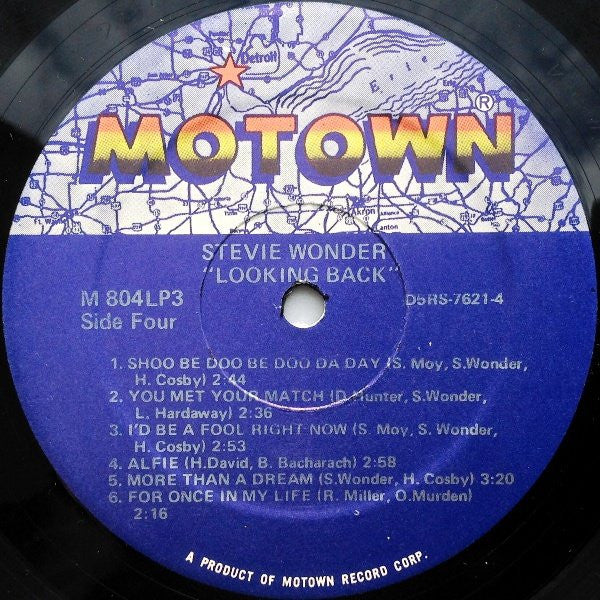 Detroit
Erie
MOTOWN®
Akron
Alliance
Canton
STEVIE WONDER
"LOOKING BACK"
M 804LP3
D5RS-7621-4
Side Four
1. SHOO BE DOO BE DOO DA DAY (S. Moy, S.Wonder,
H. Cosby) 2:44
2. YOU MET YOUR MATCH (D.Hunter, S.Wonder,
L. Hardaway) 2:36
3. I'D BE A FOOL RIGHT NOW (S. Moy, S. Wonder,
H. Cosby) 2:53
4. ALFIE (H.David, B. Bacharach) 2:58
5. MORE THAN A DREAM (S.Wonder, H. Cosby) 3:20
6. FOR ONCE IN MY LIFE (R. Miller, O.Murden)
2:16
A PRODUCT OF MOTOWN RECORD CORP.